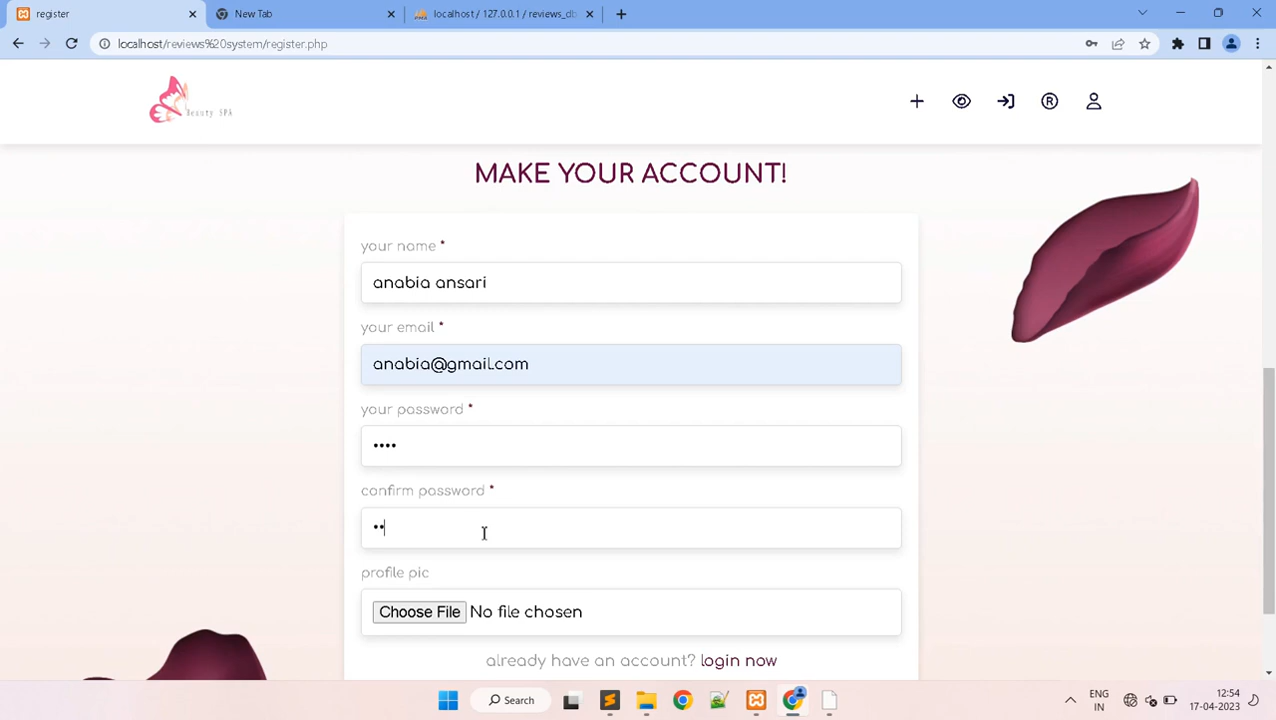 register
New Tab
localhost / 127.0.0.1 / reviews_db
localhost/reviews%20system/register.php
Beauty SPA
MAKE YOUR ACCOUNT!
your name *
anabia ansari
your email *
anabia@gmail.com
your password *
••••
confirm password *
••
profile pic
Choose File No file chosen
already have an account? login now
Search
ENG
IN
12:54
17-04-2023